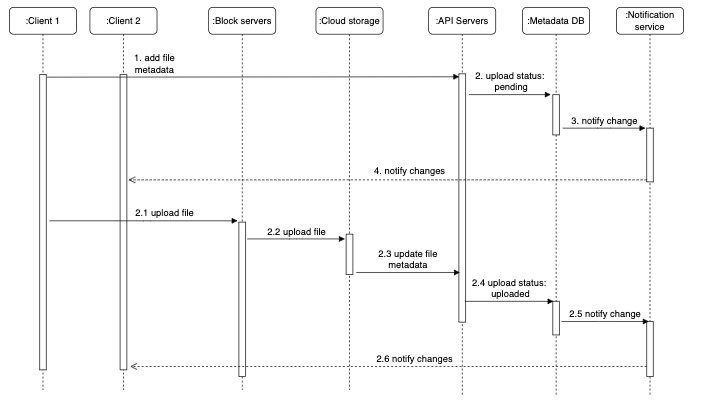 :Client 1
:Client 2
:Block servers
:Cloud storage
:API Servers
:Metadata DB
:Notification
service
1. add file
metadata
2. upload status:
pending
3. notify change
4. notify changes
2.1 upload file
2.2 upload file
2.3 update file
metadata
2.4 upload status:
uploaded
2.5 notify change
2.6 notify changes